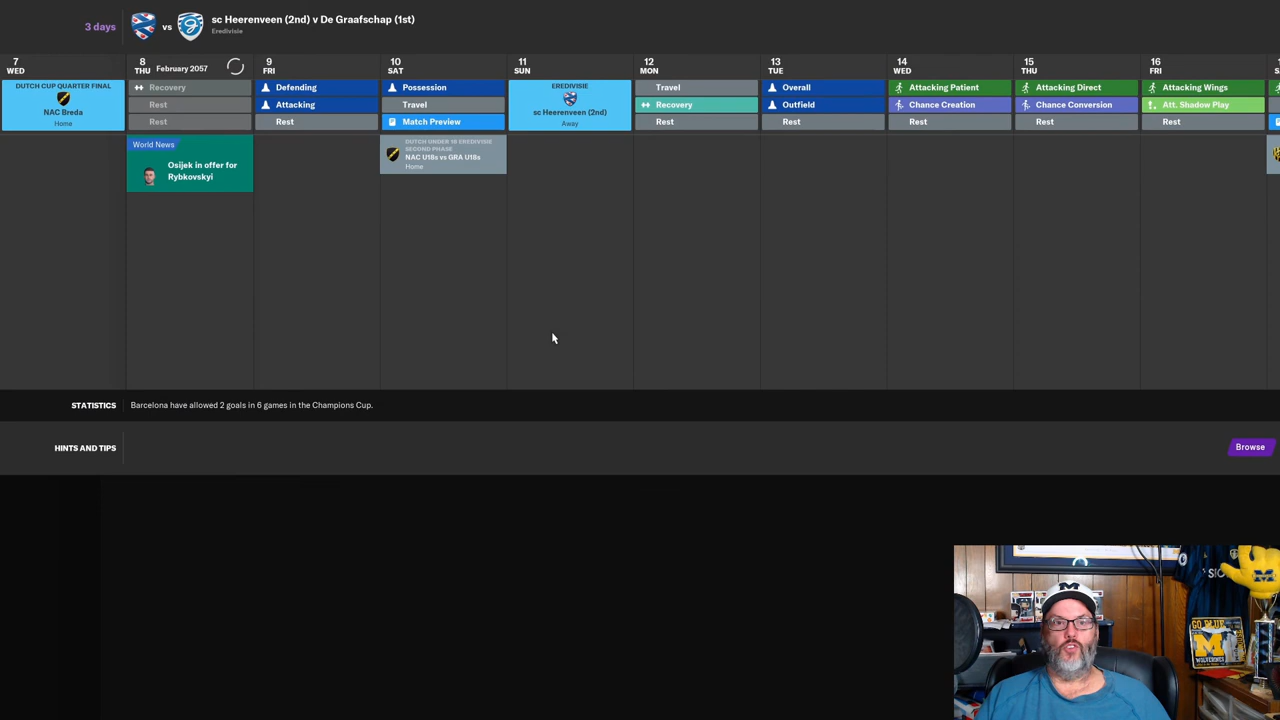 3 days
vs
sc Heerenveen (2nd) v De Graafschap (1st)
Eredivisie
7
WED
8
THU
February 2057
9
FRI
10
SAT
11
SUN
12
MON
13
TUE
14
WED
15
THU
16
FRI
DUTCH CUP QUARTER FINAL
NAC Breda
Home
Recovery
Rest
Rest
Defending
Attacking
Rest
Possession
Travel
Match Preview
EREDIVISIE
sc Heerenveen (2nd)
Away
Travel
Recovery
Rest
Overall
Outfield
Rest
Attacking Patient
Chance Creation
Rest
Attacking Direct
Chance Conversion
Rest
Attacking Wings
Att. Shadow Play
Rest
World News
Osijek in offer for
Rybkovskyi
DUTCH UNDER 18 EREDIVISIE
SECOND PHASE
NAC U18s vs GRA U18s
Home
STATISTICS
Barcelona have allowed 2 goals in 6 games in the Champions Cup.
HINTS AND TIPS
Browse
GO BLUE
M
WOLVERINES